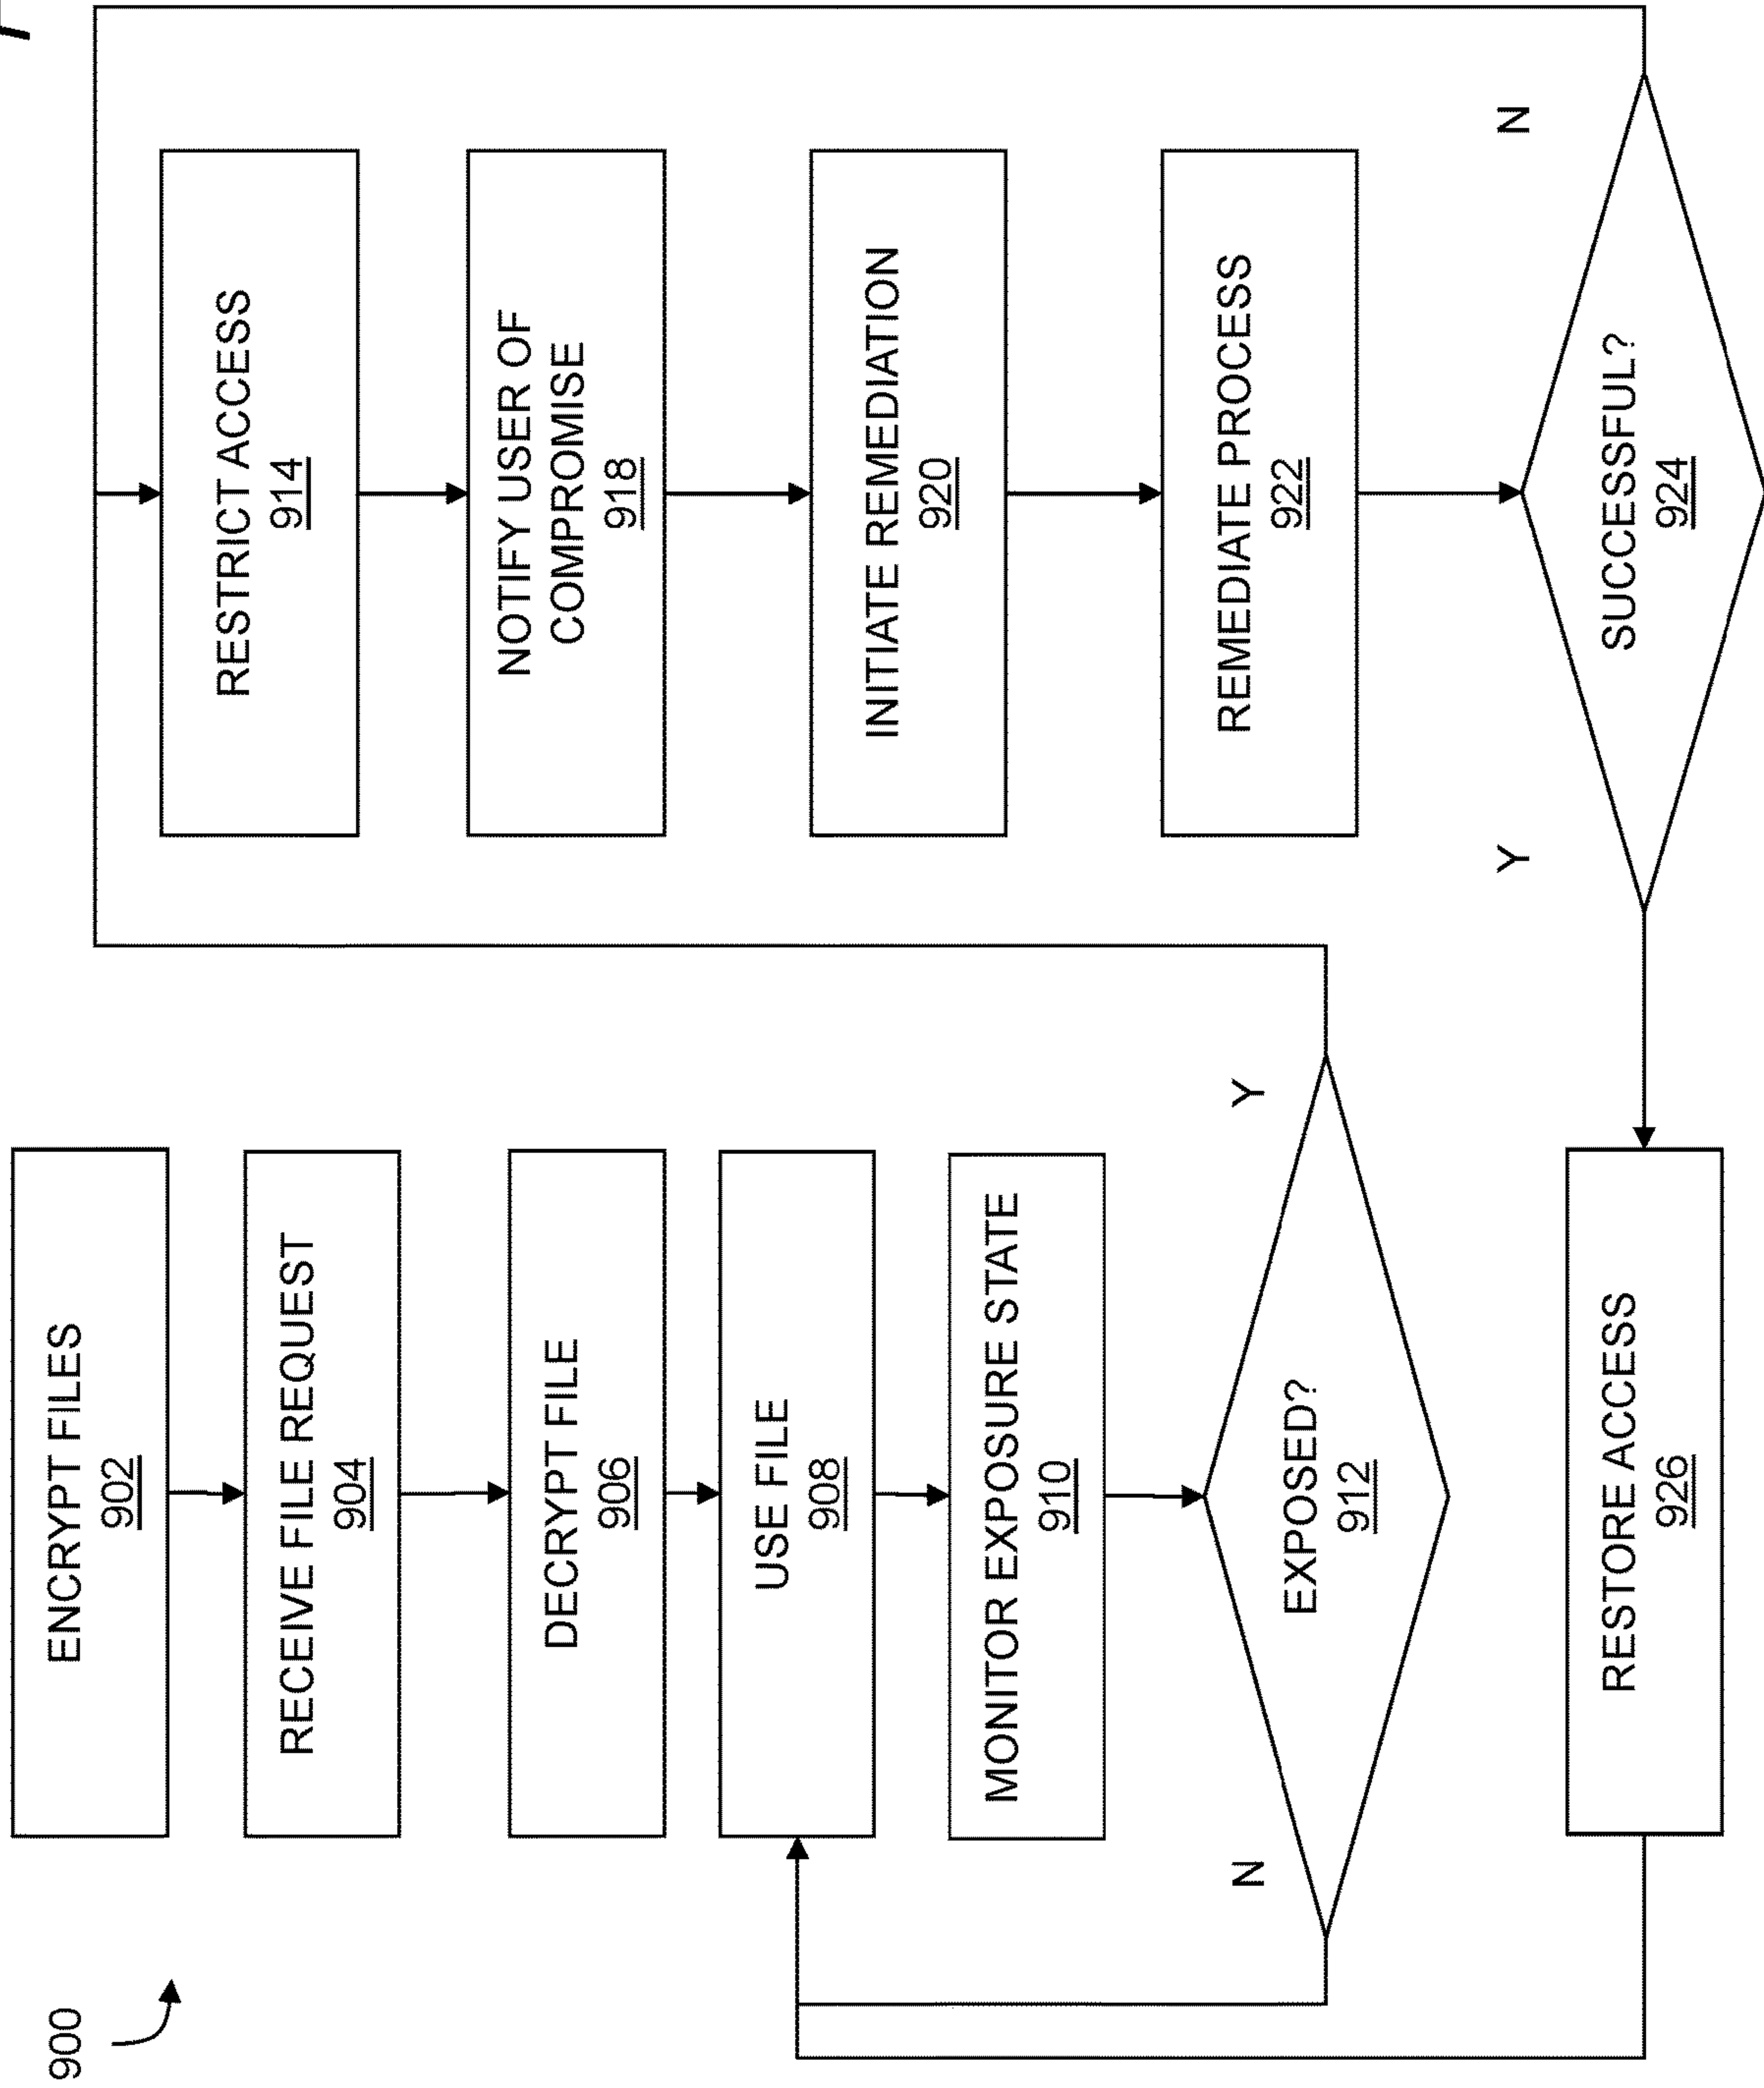 900
ENCRYPT FILES
902
RECEIVE FILE REQUEST
904
DECRYPT FILE
906
USE FILE
908
MONITOR EXPOSURE STATE
910
EXPOSED?
912
N
Y
RESTRICT ACCESS
914
NOTIFY USER OF
COMPROMISE
918
INITIATE REMEDIATION
920
REMEDIATE PROCESS
922
SUCCESSFUL?
924
Y
N
RESTORE ACCESS
926